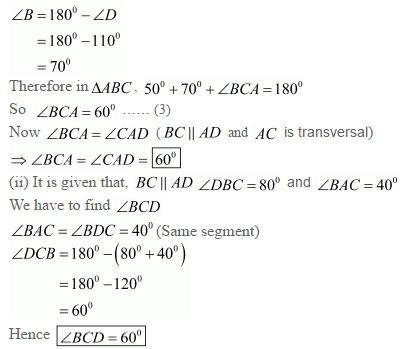 ∠B = 180⁰ − ∠D
= 180⁰ − 110⁰
= 70⁰
Therefore in ΔABC, 50⁰ + 70⁰ + ∠BCA = 180⁰
So ∠BCA = 60⁰ …… (3)
Now ∠BCA = ∠CAD (BC || AD and AC is transversal)
⇒ ∠BCA = ∠CAD = 60⁰
(ii) It is given that, BC || AD ∠DBC = 80⁰ and ∠BAC = 40⁰
We have to find ∠BCD
∠BAC = ∠BDC = 40⁰ (Same segment)
∠DCB = 180⁰ − (80⁰ + 40⁰)
= 180⁰ − 120⁰
= 60⁰
Hence ∠BCD = 60⁰